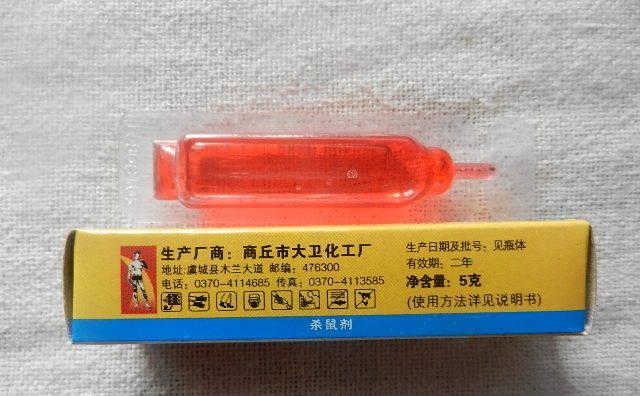 生产厂商：商丘市大卫化工厂
地址:虞城县木兰大道 邮编：476300
电话：0370-4114685 传真：0370-4113585
生产日期及批号：见瓶体
有效期：二年
净含量：5克
(使用方法详见说明书)
杀鼠剂